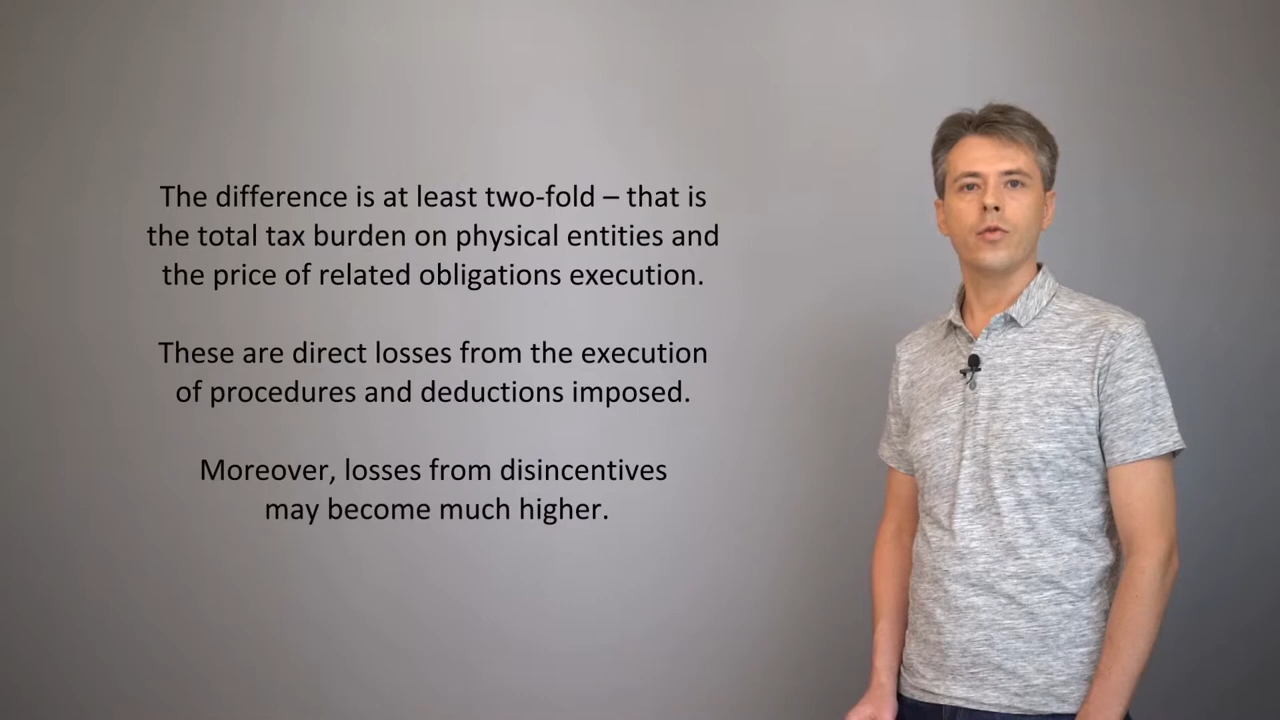 The difference is at least two-fold – that is
the total tax burden on physical entities and
the price of related obligations execution.
These are direct losses from the execution
of procedures and deductions imposed.
Moreover, losses from disincentives
may become much higher.